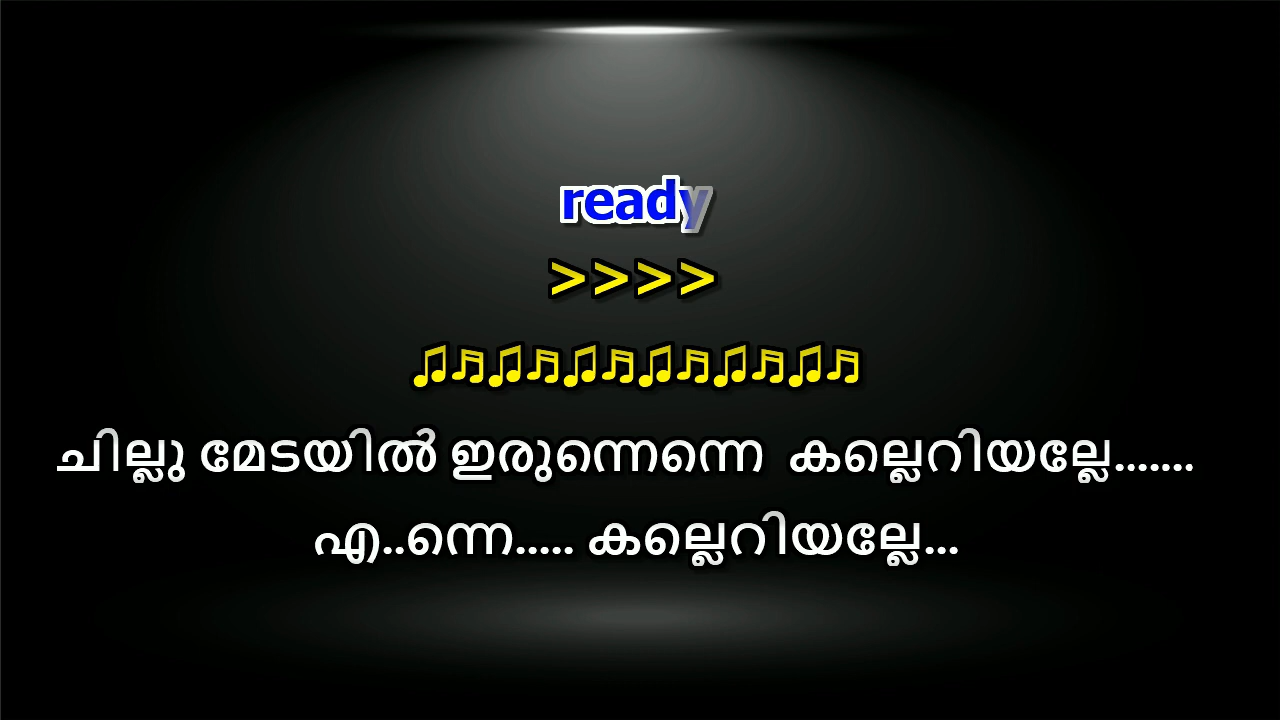 ready
>>>>
♫♬♫♬♫♬♫♬♫♬♫♬
ചില്ലു മേടയിൽ ഇരുന്നെന്നെ  കല്ലെറിയല്ലേ.......
എ..ന്നെ..... കല്ലെറിയല്ലേ...